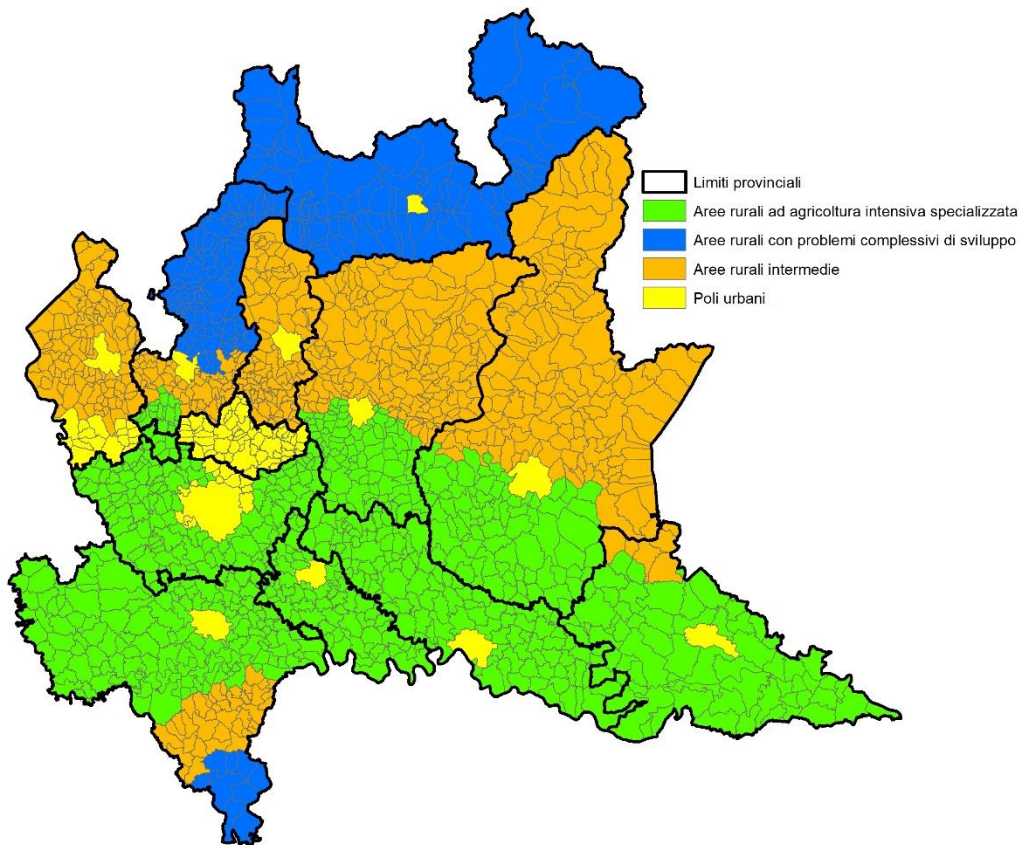 Limiti provinciali
Aree rurali ad agricoltura intensiva specializzata
Aree rurali con problemi complessivi di sviluppo
Aree rurali intermedie
Poli urbani